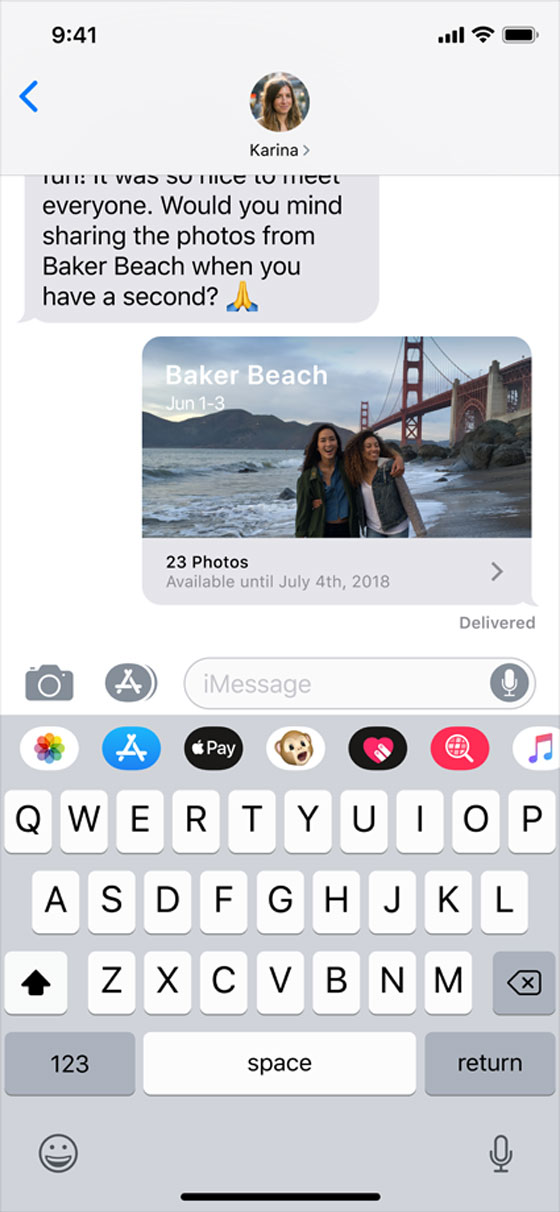 9:41
Karina
fun! It was so nice to meet
everyone. Would you mind
sharing the photos from
Baker Beach when you
have a second? 🙏
Baker Beach
Jun 1-3
23 Photos
Available until July 4th, 2018
Delivered
iMessage
Pay
Q W E R T Y U I O P
A S D F G H J K L
Z X C V B N M
123 space return